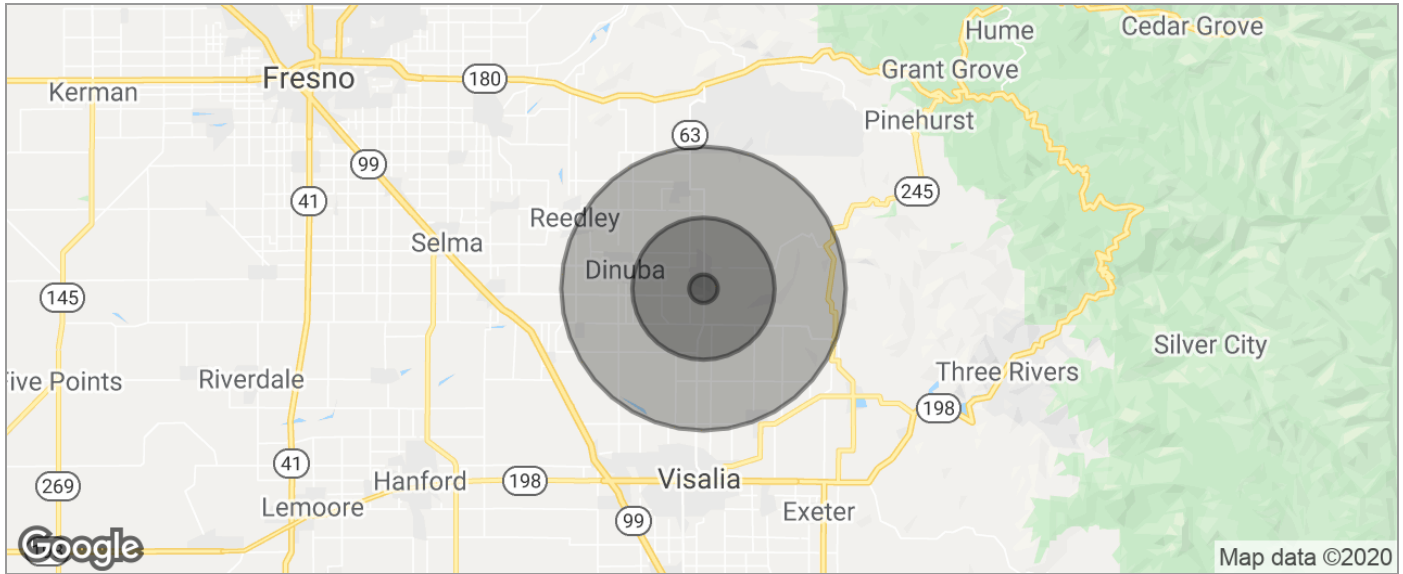 Hume
Cedar Grove
Fresno
180
Grant Grove
Kerman
Pinehurst
63
99
245
41
Reedley
Selma
Dinuba
145
Silver City
Five Points
Riverdale
Three Rivers
198
41
Hanford
198
Visalia
269
Lemoore
99
Exeter
Google
Map data ©2020